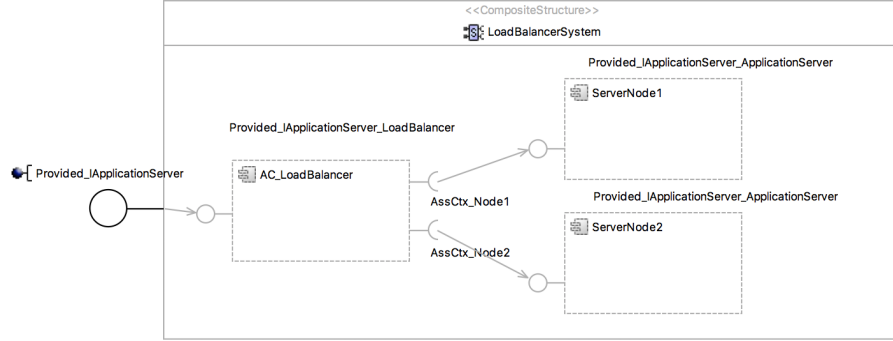 <<CompositeStructure>>
LoadBalancerSystem
Provided_IApplicationServer_ApplicationServer
ServerNode1
Provided_IApplicationServer_LoadBalancer
Provided_IApplicationServer
AC_LoadBalancer
AssCtx_Node1
Provided_IApplicationServer_ApplicationServer
ServerNode2
AssCtx_Node2